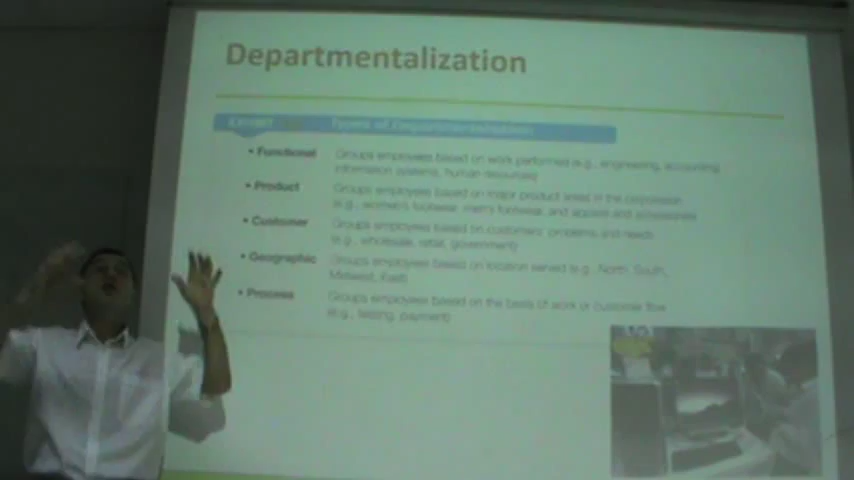 Departmentalization
Types of Departmentalization
• Functional Groups employees based on work performed (e.g., engineering, accounting,
information systems, human resources)
• Product Groups employees based on major product areas in the corporation
(e.g., women's footwear, men's footwear, and apparel and accessories)
• Customer Groups employees based on customers' problems and needs
(e.g., wholesale, retail, government)
• Geographic Groups employees based on location served (e.g., North, South,
Midwest, East)
• Process Groups employees based on the basis of work or customer flow
(e.g., testing, payment)